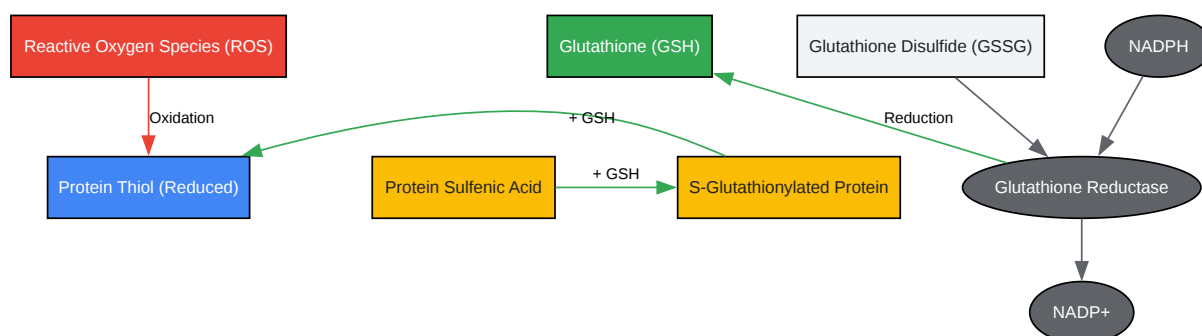 Reactive Oxygen Species (ROS)
Glutathione (GSH)
Glutathione Disulfide (GSSG)
NADPH
Oxidation
+ GSH
Reduction
Protein Thiol (Reduced)
Protein Sulfenic Acid
+ GSH
S-Glutathionylated Protein
Glutathione Reductase
NADP+